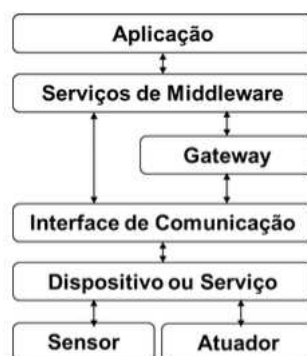 Aplicação
Serviços de Middleware
Gateway
Interface de Comunicação
Dispositivo ou Serviço
Sensor
Atuador